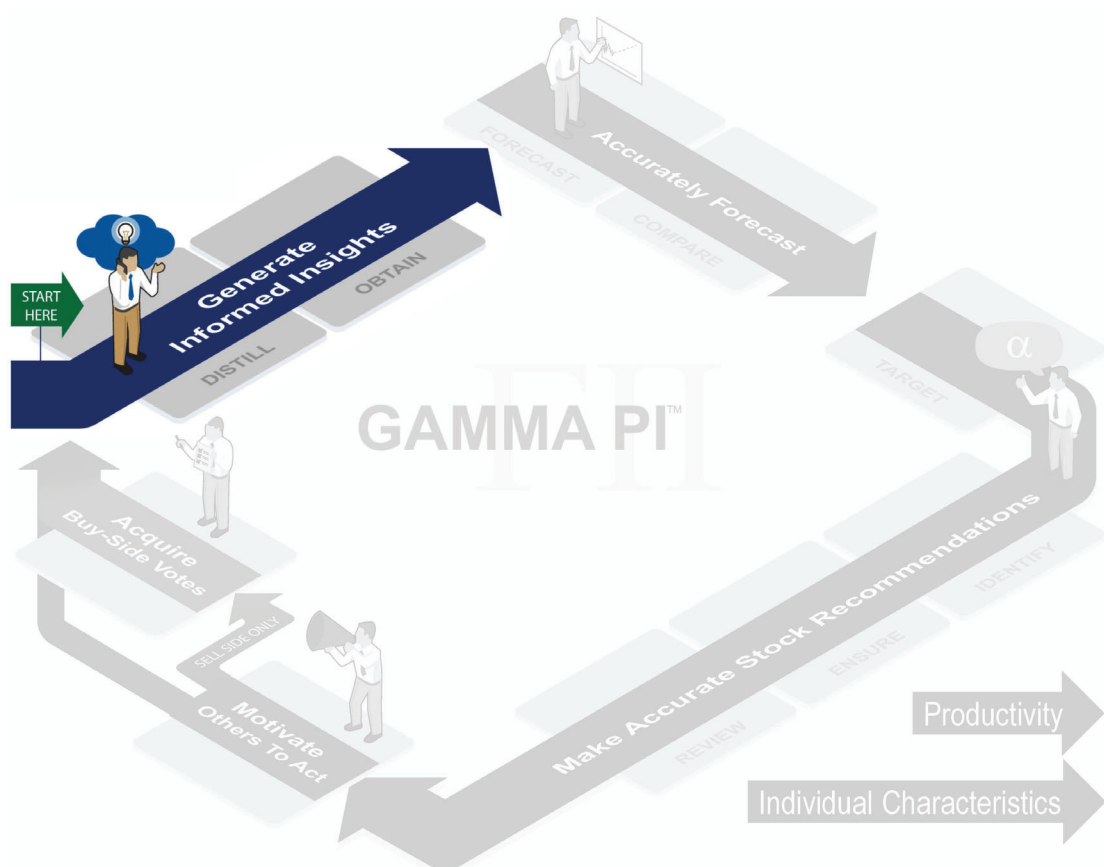 START
HERE
Generate
Informed Insights
DISTILL
OBTAIN
FORECAST
COMPARE
Accurately Forecast
TARGET
α
IDENTIFY
ENSURE
REVIEW
Make Accurate Stock Recommendations
Motivate
Others To Act
SELL SIDE ONLY
Acquire
Buy-Side Votes
ΓΠ
GAMMA PI™
Productivity
Individual Characteristics